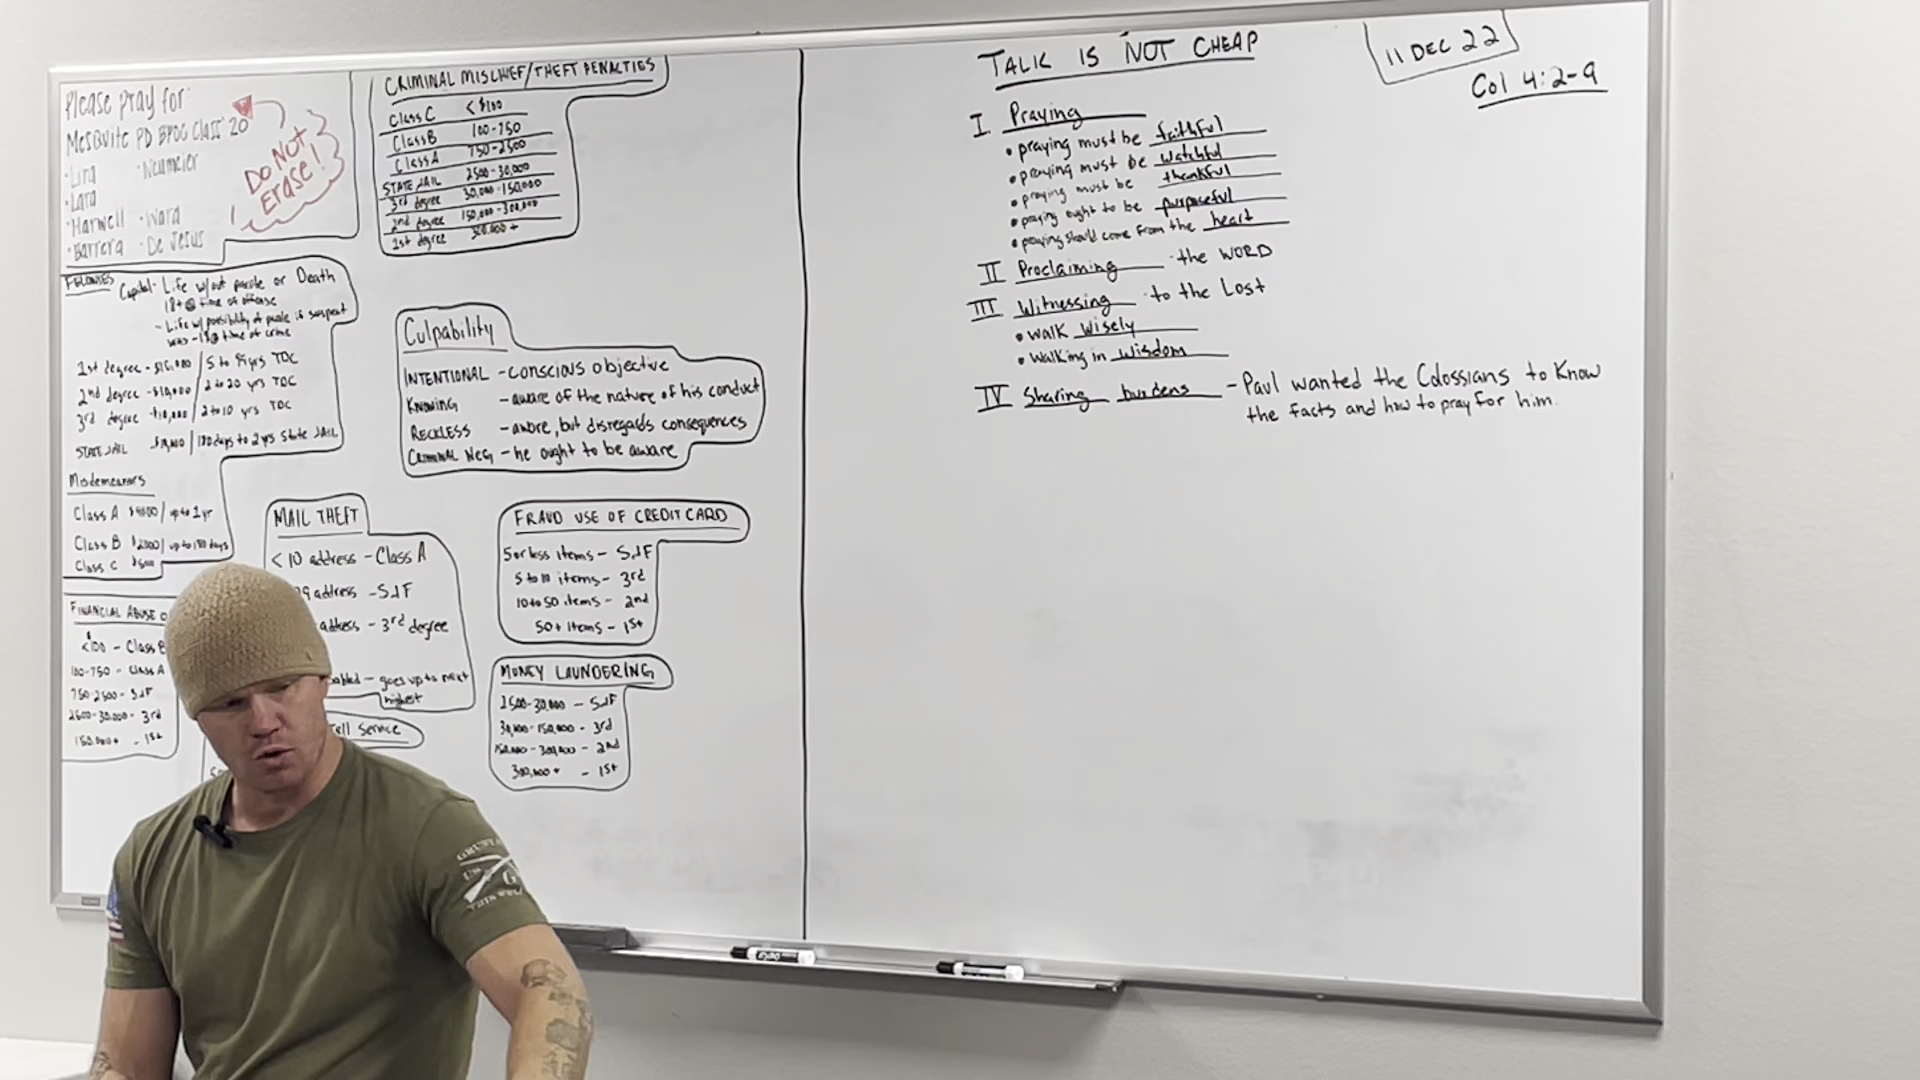 Please pray for:
Mesquite PD BPOC Class 20
DO NOT
ERASE!
· Lira
· Neumeier
· Lara
· Harwell
· Ward
· Barrera
· De Jesus
CRIMINAL MISCHIEF/THEFT PENALTIES
Class C < $100
Class B 100-750
Class A 750-2500
STATE JAIL 2500-30,000
3rd degree 30,000-150,000
2nd degree 150,000-300,000
1st degree 300,000+
FELONIES
Capital- Life w/out parole or Death
18+ @ time of offense
- Life w/ possibility of parole if suspect
was -18 @ time of crime
1st degree - $10,000 / 5 to 99 yrs TDC
2nd degree - $10,000 / 2 to 20 yrs TDC
3rd degree - $10,000 / 2 to 10 yrs TDC
STATE JAIL $10,000 / 180 days to 2 yrs State JAIL
Misdemeanors
Class A $4000 / up to 1 yr
Class B $2000 / up to 180 days
Class C $500
Culpability
INTENTIONAL - conscious objective
KNOWING - aware of the nature of his conduct
RECKLESS - aware, but disregards consequences
CRIMINAL NEG - he ought to be aware
MAIL THEFT
< 10 address - Class A
address - SJF
address - 3rd degree
- goes up to next
highest
Service
FINANCIAL ABUSE
<$100 - Class B
100-750 - Class A
750-2500 - SJF
2600-30,000 - 3rd
150,000+ - 1st
FRAUD USE OF CREDIT CARD
5 or less items - SJF
5 to 10 items - 3rd
10 to 50 items - 2nd
50+ items - 1st
MONEY LAUNDERING
2500-30,000 - SJF
30,000-150,000 - 3rd
150,000-300,000 - 2nd
300,000+ - 1st
TALK IS NOT CHEAP
11 DEC 22
Col 4:2-9
I Praying
• praying must be faithful
• praying must be watchful
• praying must be thankful
• praying ought to be purposeful
• praying should come from the heart
II Proclaiming the WORD
III Witnessing to the Lost
• walk wisely
• walking in wisdom
IV Sharing burdens - Paul wanted the Colossians to Know
the facts and how to pray for him.